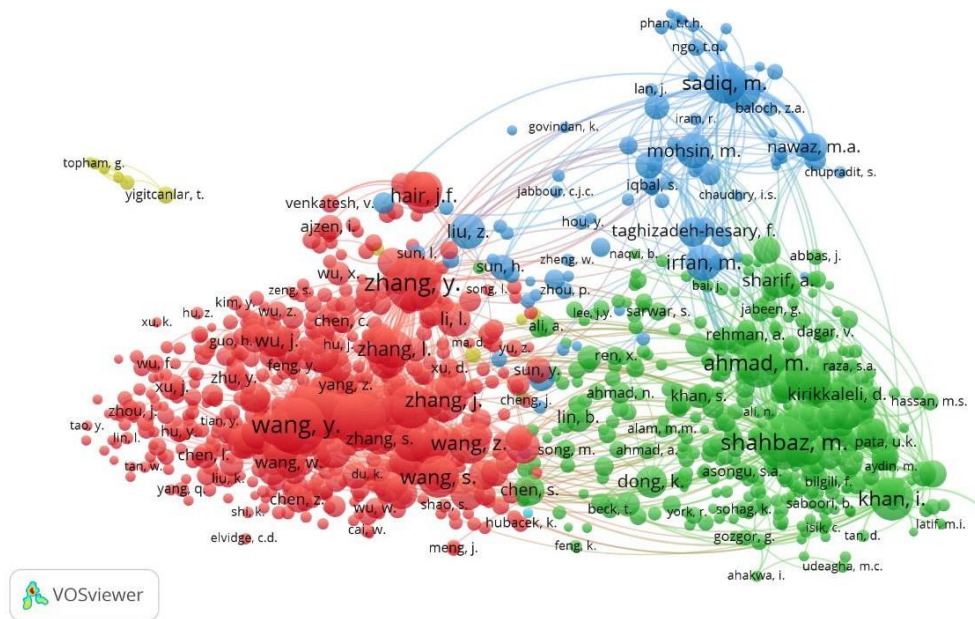 phan, t.t.h.
ngo, t.q.
sadiq, m.
lan, j.
baloch, z.a.
iram, r.
govindan, k.
mohsin, m.
nawaz, m.a.
topham, g.
chupradit, s.
yigitcanlar, t.
hair, j.f.
iqbal, s.
chaudhry, i.s.
jabbour, c.j.c.
venkatesh, v.
ajzen, i.
liu, z.
hou, y.
taghizadeh-hesary, f.
sun, l.
naqvi, b.
abbas, j.
zheng, w.
irfan, m.
wu, x.
sun, h.
zhang, y.
song, l.
zhou, p.
bai, j.
sharif, a.
zeng, s.
kim, y.
hu, z.
wu, z.
jabeen, g.
li, l.
lee, j.y.
sarwar, s.
xu, k.
chen, c.
ali, a.
rehman, a.
dagar, v.
guo, h.
wu, j.
hu, j.
zhang, l.
ma, d.
yu, z.
ren, x.
wu, f.
feng, y.
xu, d.
sun, y.
ahmad, m.
raza, s.a.
xu, j.
zhu, y.
yang, z.
ahmad, n.
khan, s.
kirikkaleli, d.
zhang, j.
cheng, j.
hassan, m.s.
zhou, j.
lin, b.
ali, n.
tao, y.
wang, y.
tian, y.
alam, m.m.
lin, l.
hu, y.
zhang, s.
wang, z.
song, m.
ahmad, a.
shahbaz, m.
pata, u.k.
chen, l.
tan, w.
wang, w.
du, k.
asongu, s.a.
aydin, m.
liu, k.
wang, s.
dong, k.
bilgili, f.
yang, q.
chen, z.
chen, s.
khan, i.
shi, k.
wu, w.
shao, s.
beck, t.
york, r.
sohag, k.
saboori, b.
cai, w.
hubacek, k.
isik, c.
latif, m.i.
elvidge, c.d.
gozgor, g.
tan, d.
meng, j.
feng, k.
udeagha, m.c.
ahakwa, i.
VOSviewer